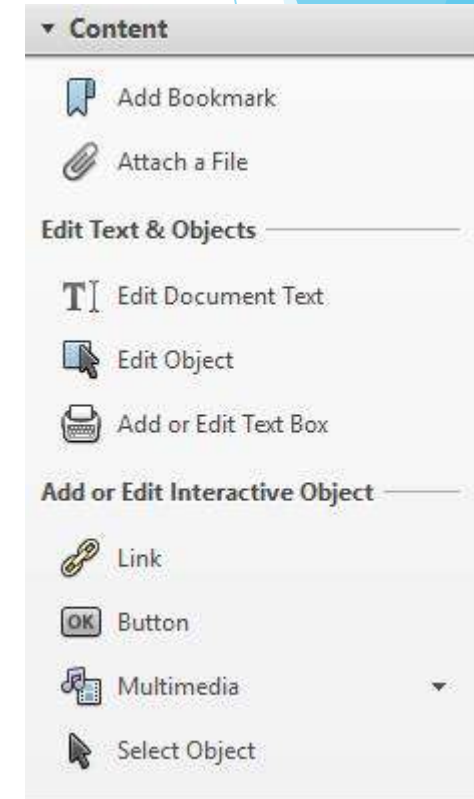 Content
Add Bookmark
Attach a File
Edit Text & Objects
Edit Document Text
Edit Object
Add or Edit Text Box
Add or Edit Interactive Object
Link
OK Button
Multimedia
Select Object